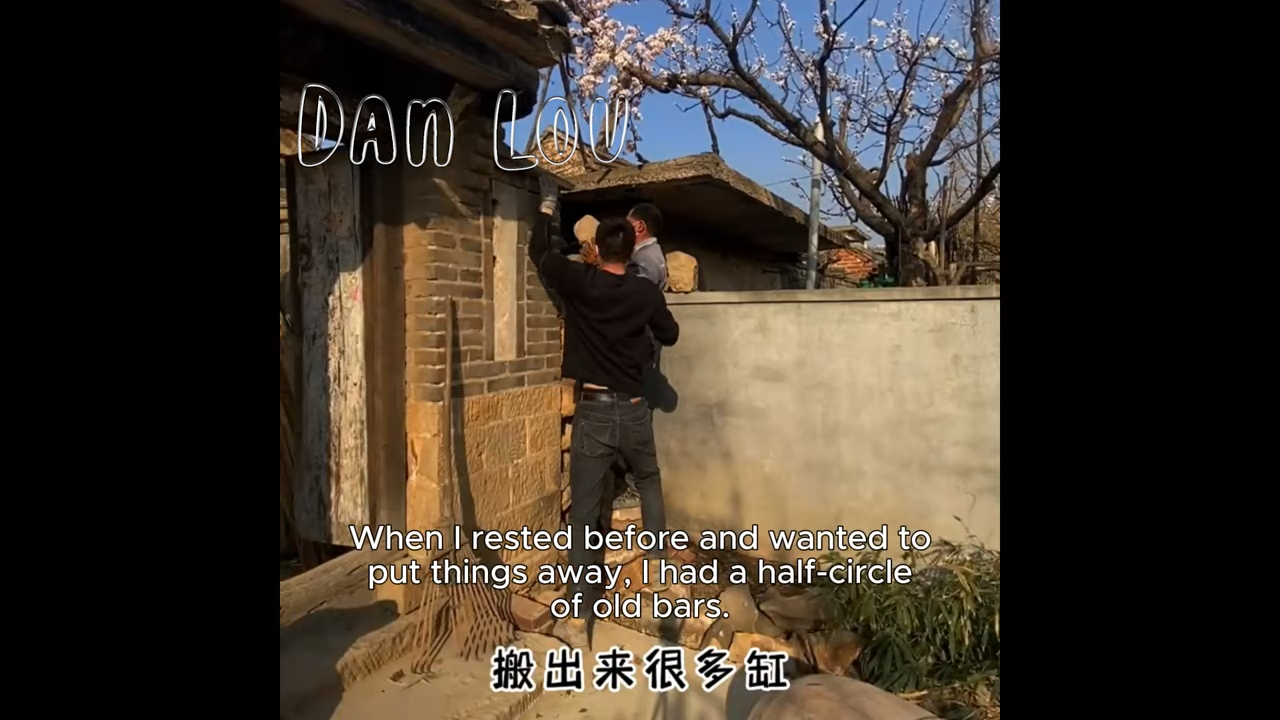 DAN LOU
When I rested before and wanted to
put things away, I had a half-circle
of old bars.
搬出来很多缸